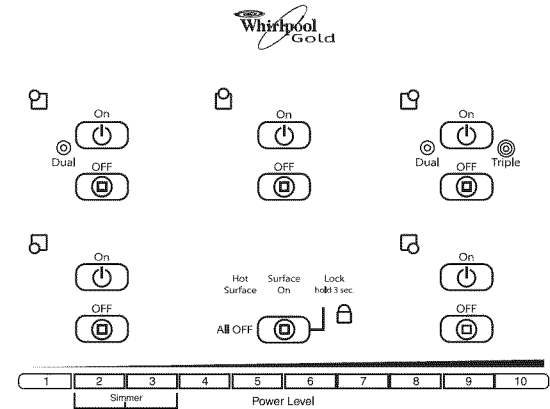 Whirlpool
Gold
On On On
Dual Dual Triple
OFF OFF OFF
On On
Hot Surface Lock
Surface On hold 3 sec.
OFF OFF
All OFF
1 2 3 4 5 6 7 8 9 10
Simmer Power Level